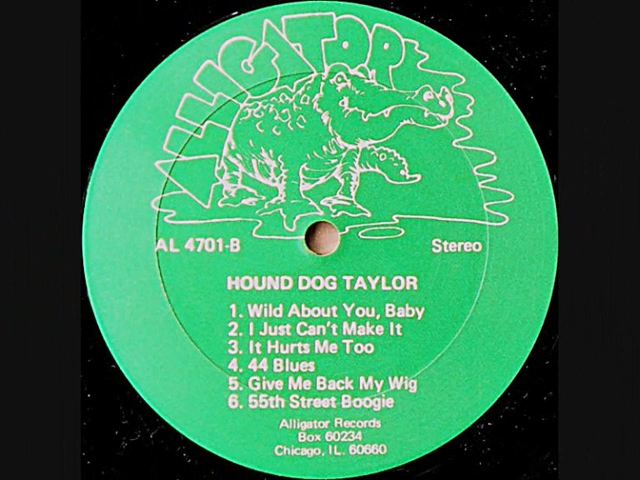 ALLIGATOR
AL 4701-B
Stereo
HOUND DOG TAYLOR
1. Wild About You, Baby
2. I Just Can't Make It
3. It Hurts Me Too
4. 44 Blues
5. Give Me Back My Wig
6. 55th Street Boogie
Alligator Records
Box 60234
Chicago, IL. 60660